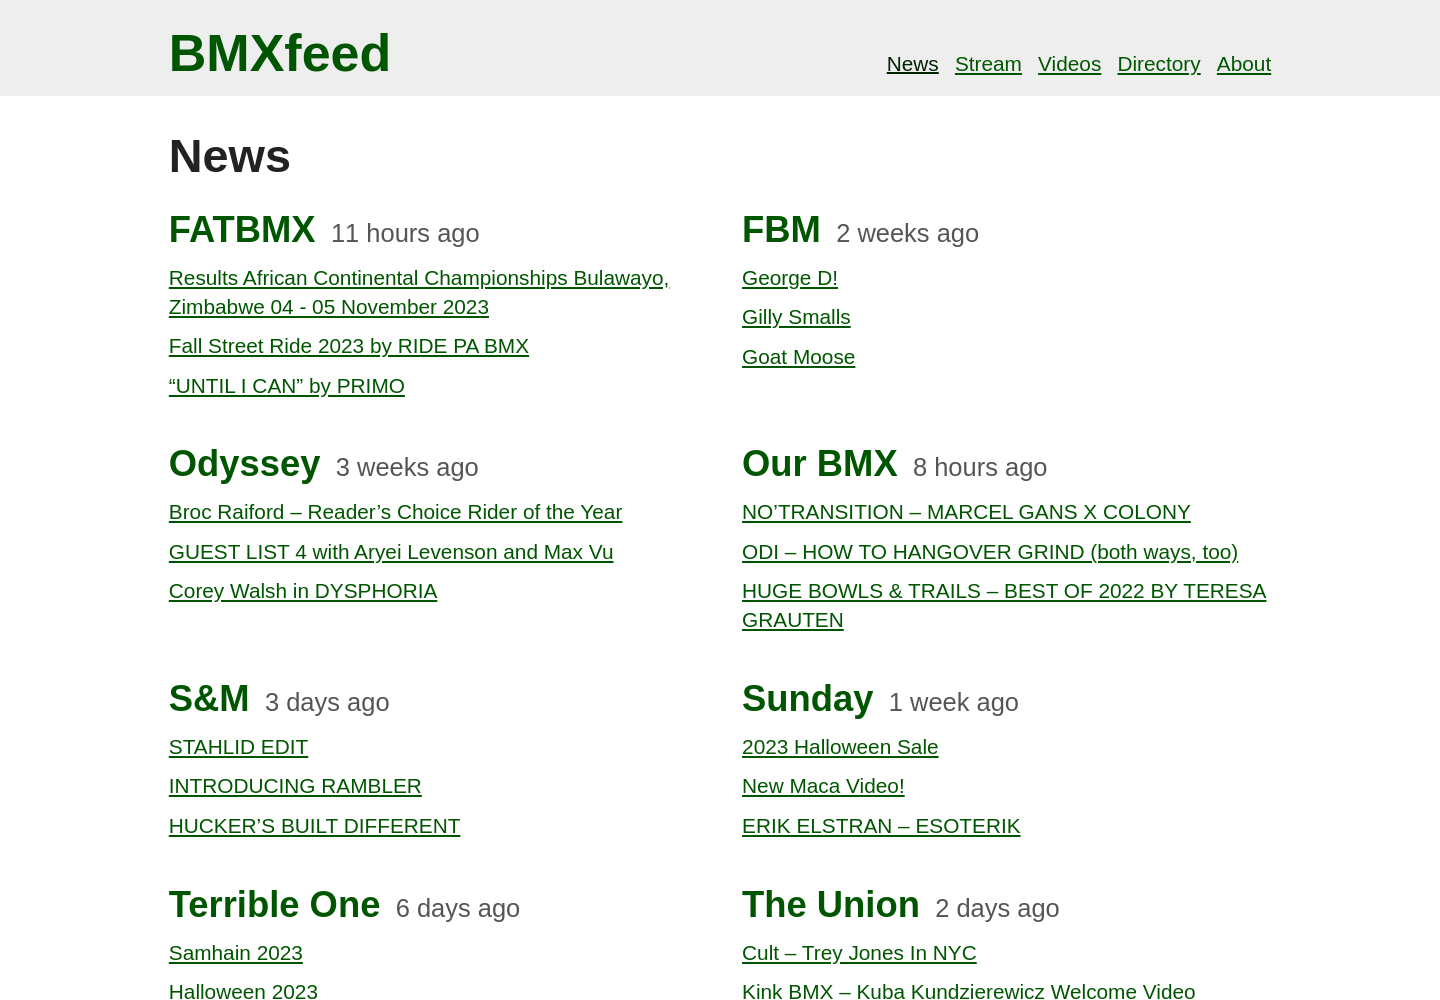 BMXfeed
News Stream Videos Directory About
News
FATBMX 11 hours ago
Results African Continental Championships Bulawayo,
Zimbabwe 04 - 05 November 2023
Fall Street Ride 2023 by RIDE PA BMX
“UNTIL I CAN” by PRIMO
FBM 2 weeks ago
George D!
Gilly Smalls
Goat Moose
Odyssey 3 weeks ago
Broc Raiford – Reader’s Choice Rider of the Year
GUEST LIST 4 with Aryei Levenson and Max Vu
Corey Walsh in DYSPHORIA
Our BMX 8 hours ago
NO’TRANSITION – MARCEL GANS X COLONY
ODI – HOW TO HANGOVER GRIND (both ways, too)
HUGE BOWLS & TRAILS – BEST OF 2022 BY TERESA
GRAUTEN
S&M 3 days ago
STAHLID EDIT
INTRODUCING RAMBLER
HUCKER’S BUILT DIFFERENT
Sunday 1 week ago
2023 Halloween Sale
New Maca Video!
ERIK ELSTRAN – ESOTERIK
Terrible One 6 days ago
Samhain 2023
Halloween 2023
The Union 2 days ago
Cult – Trey Jones In NYC
Kink BMX – Kuba Kundzierewicz Welcome Video